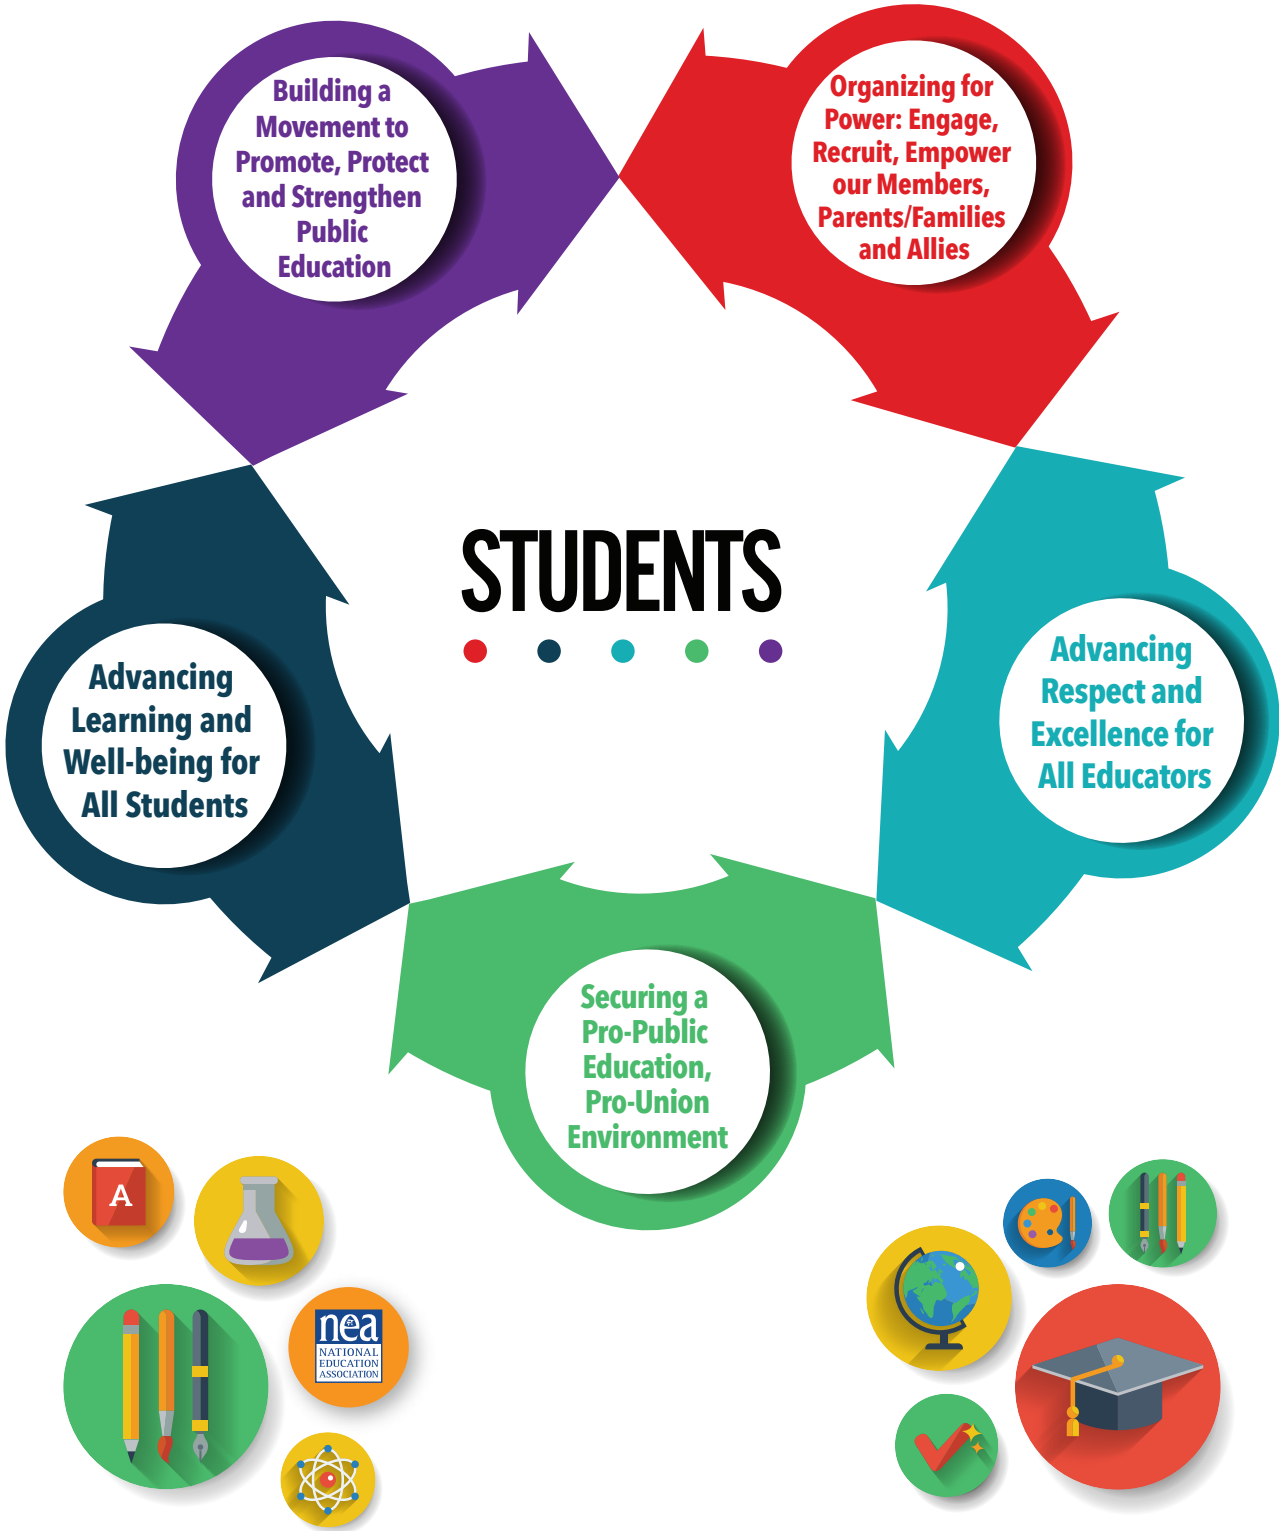 Building a
Movement to
Promote, Protect
and Strengthen
Public
Education
Organizing for
Power: Engage,
Recruit, Empower
our Members,
Parents/Families
and Allies
STUDENTS
Advancing
Learning and
Well-being for
All Students
Advancing
Respect and
Excellence for
All Educators
Securing a
Pro-Public
Education,
Pro-Union
Environment
A
nea
NATIONAL
EDUCATION
ASSOCIATION